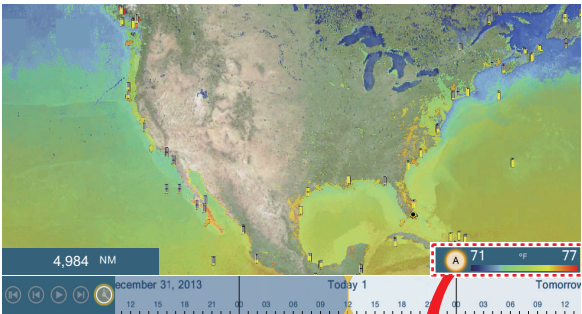 4,984 NM
A 71 °F 77
ecember 31, 2013 Today 1 Tomorrow
12 15 18 21 00 03 06 09 12 15 18 21 00 03 06 09 12